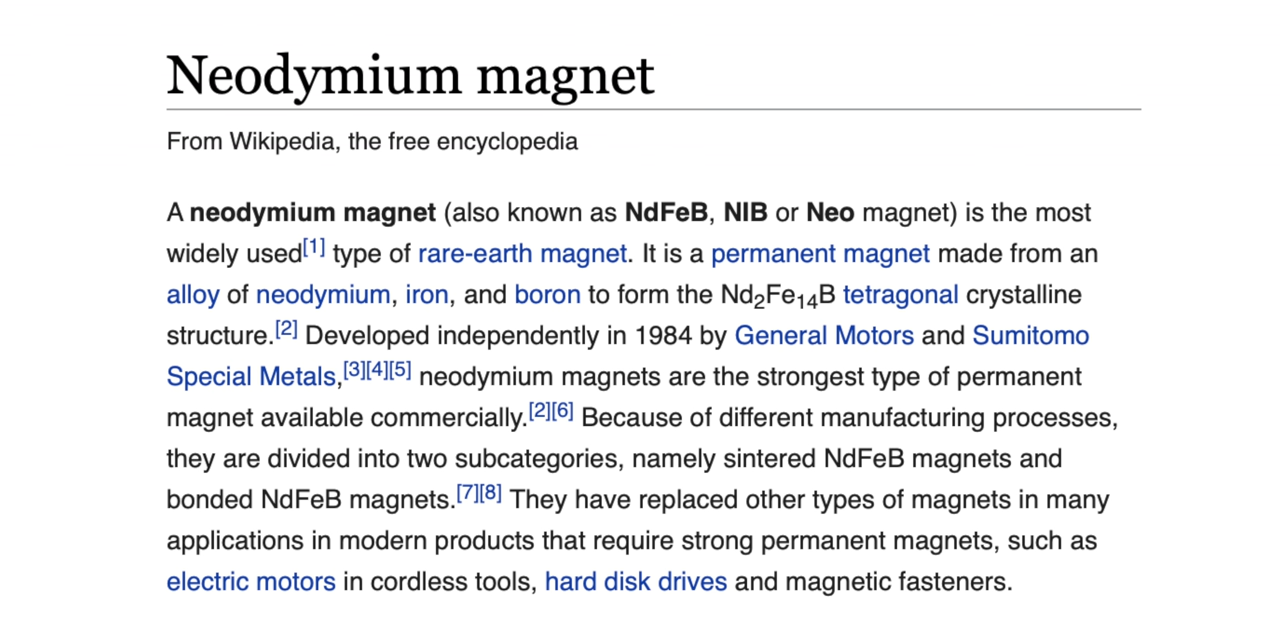 Neodymium magnet
From Wikipedia, the free encyclopedia
A neodymium magnet (also known as NdFeB, NIB or Neo magnet) is the most
widely used[1] type of rare-earth magnet. It is a permanent magnet made from an
alloy of neodymium, iron, and boron to form the Nd₂Fe₁₄B tetragonal crystalline
structure.[2] Developed independently in 1984 by General Motors and Sumitomo
Special Metals,[3][4][5] neodymium magnets are the strongest type of permanent
magnet available commercially.[2][6] Because of different manufacturing processes,
they are divided into two subcategories, namely sintered NdFeB magnets and
bonded NdFeB magnets.[7][8] They have replaced other types of magnets in many
applications in modern products that require strong permanent magnets, such as
electric motors in cordless tools, hard disk drives and magnetic fasteners.